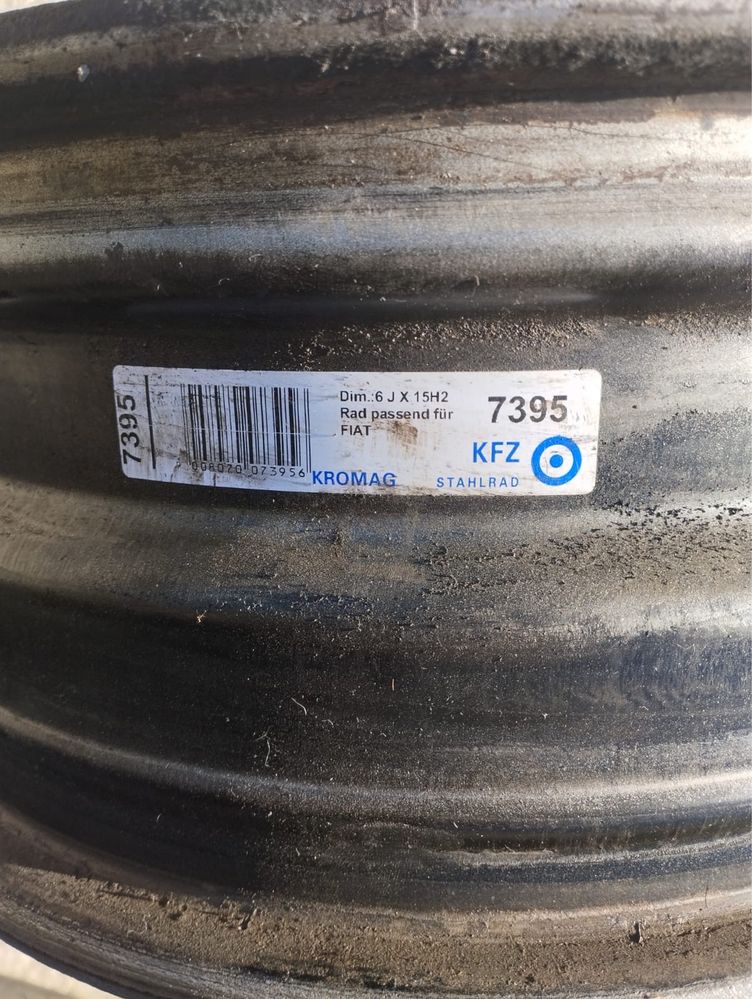 7395
Dim.:6 J X 15H2
Rad passend für
FIAT
7395
KFZ
008020 073956
KROMAG
STAHLRAD